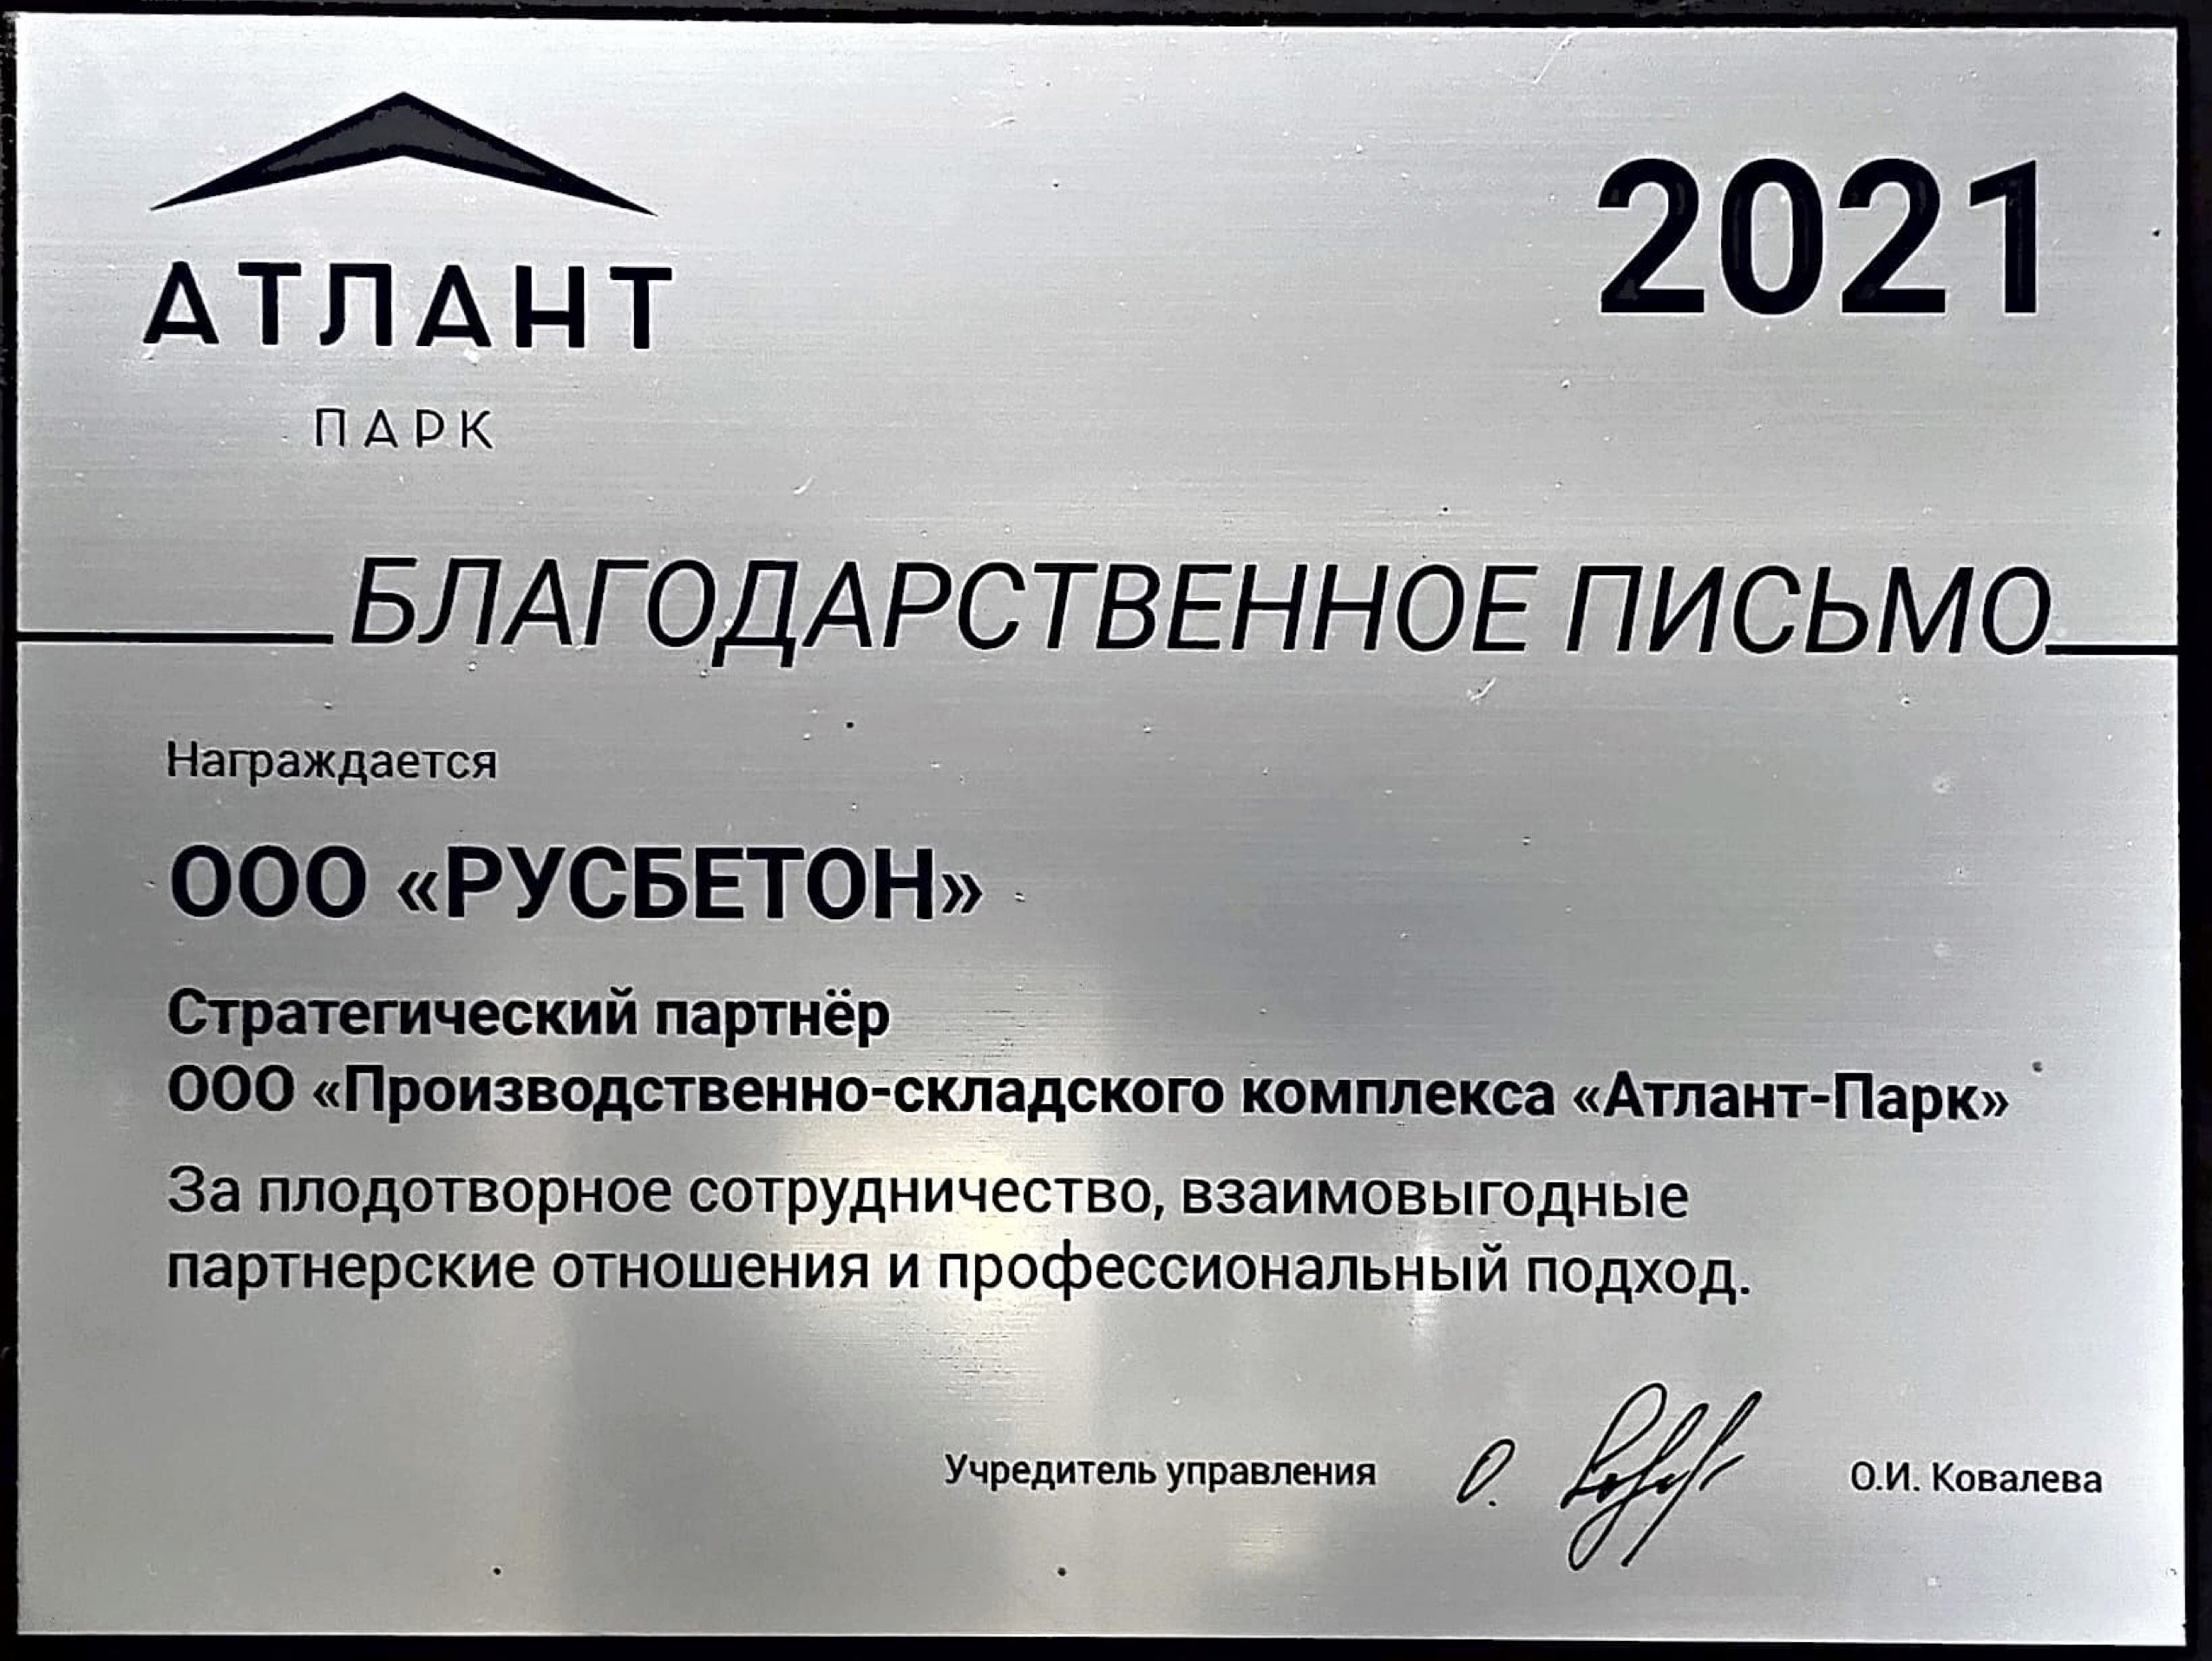 АТЛАНТ
ПАРК
2021
БЛАГОДАРСТВЕННОЕ ПИСЬМО
Награждается
ООО «РУСБЕТОН»
Стратегический партнёр
ООО «Производственно-складского комплекса «Атлант-Парк»
За плодотворное сотрудничество, взаимовыгодные
партнерские отношения и профессиональный подход.
Учредитель управления О.И. Ковалева